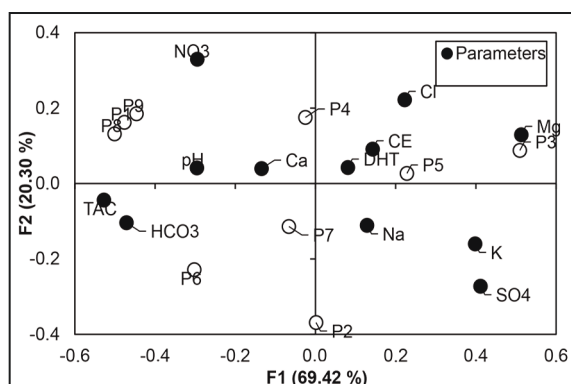 0.4
NO3
Parameters
Cl
P9
P1
P8
0.2
P4
CE
Mg
P3
pH
Ca
DHT
P5
0.0
TAC
HCO3
P7
Na
K
-0.2
P6
SO4
P2
-0.4
-0.6
-0.4
-0.2
0.0
0.2
0.4
0.6
F1 (69.42 %)
F2 (20.30 %)